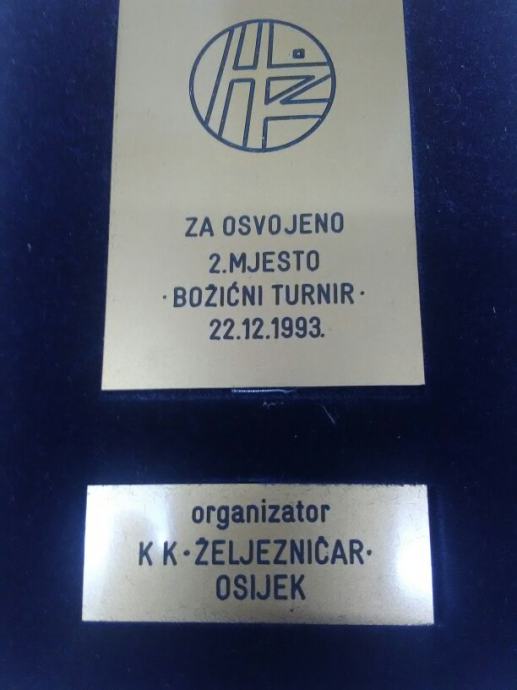 ZA OSVOJENO
2.MJESTO
·BOŽIĆNI TURNIR·
22.12.1993.
organizator
K K·ŽELJEZNIČAR·
OSIJEK